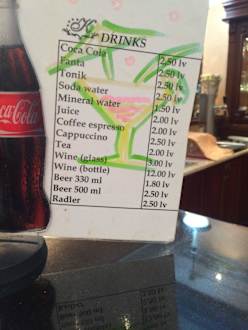 DRINKS
Coca Cola 2.50 lv
Fanta 2.50 lv
Tonik 2.50 lv
Soda water 2.50 lv
Mineral water 1.50 lv
Juice 2.00 lv
Coffee espresso 2.00 lv
Cappuccino 2.50 lv
Tea 2.00 lv
Wine (glass) 3.00 lv
Wine (bottle) 12.00 lv
Beer 330 ml 1.80 lv
Beer 500 ml 2.50 lv
Radler 2.50 lv
Coca-Cola